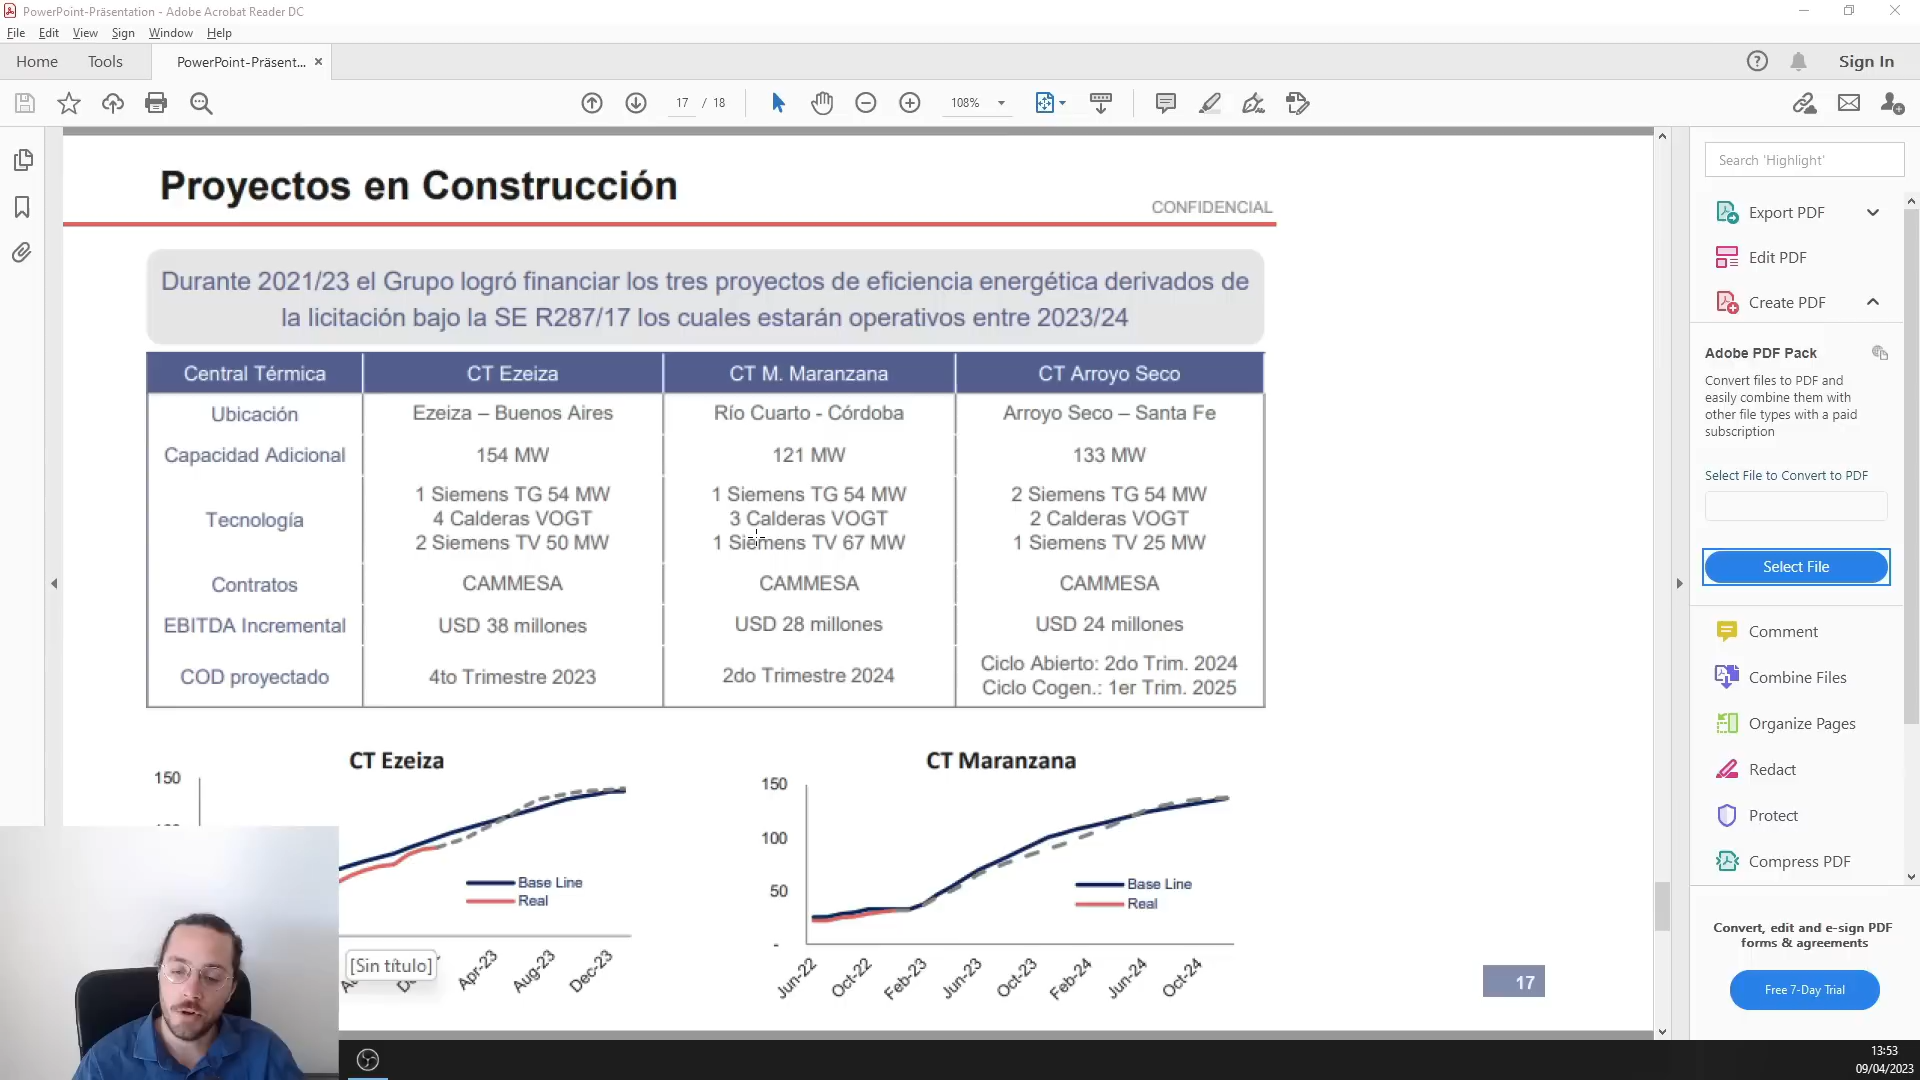 PowerPoint-Präsentation - Adobe Acrobat Reader DC
File Edit View Sign Window Help
Home Tools PowerPoint-Präsent... × Sign In
17 / 18 108%
Proyectos en Construcción
CONFIDENCIAL
Durante 2021/23 el Grupo logró financiar los tres proyectos de eficiencia energética derivados de
la licitación bajo la SE R287/17 los cuales estarán operativos entre 2023/24
Central Térmica CT Ezeiza CT M. Maranzana CT Arroyo Seco
Ubicación Ezeiza – Buenos Aires Río Cuarto - Córdoba Arroyo Seco – Santa Fe
Capacidad Adicional 154 MW 121 MW 133 MW
Tecnología
1 Siemens TG 54 MW 1 Siemens TG 54 MW 2 Siemens TG 54 MW
4 Calderas VOGT 3 Calderas VOGT 2 Calderas VOGT
2 Siemens TV 50 MW 1 Siemens TV 67 MW 1 Siemens TV 25 MW
Contratos CAMMESA CAMMESA CAMMESA
EBITDA Incremental USD 38 millones USD 28 millones USD 24 millones
COD proyectado 4to Trimestre 2023 2do Trimestre 2024
Ciclo Abierto: 2do Trim. 2024
Ciclo Cogen.: 1er Trim. 2025
CT Ezeiza
150
Base Line
Real
Apr-23 Aug-23 Dec-23
[Sin título]
CT Maranzana
150
100
50
-
Base Line
Real
Jun-22 Oct-22 Feb-23 Jun-23 Oct-23 Feb-24 Jun-24 Oct-24
17
Search 'Highlight'
Export PDF
Edit PDF
Create PDF
Adobe PDF Pack
Convert files to PDF and
easily combine them with
other file types with a paid
subscription
Select File to Convert to PDF
Select File
Comment
Combine Files
Organize Pages
Redact
Protect
Compress PDF
Convert, edit and e-sign PDF
forms & agreements
Free 7-Day Trial
13:53
09/04/2023